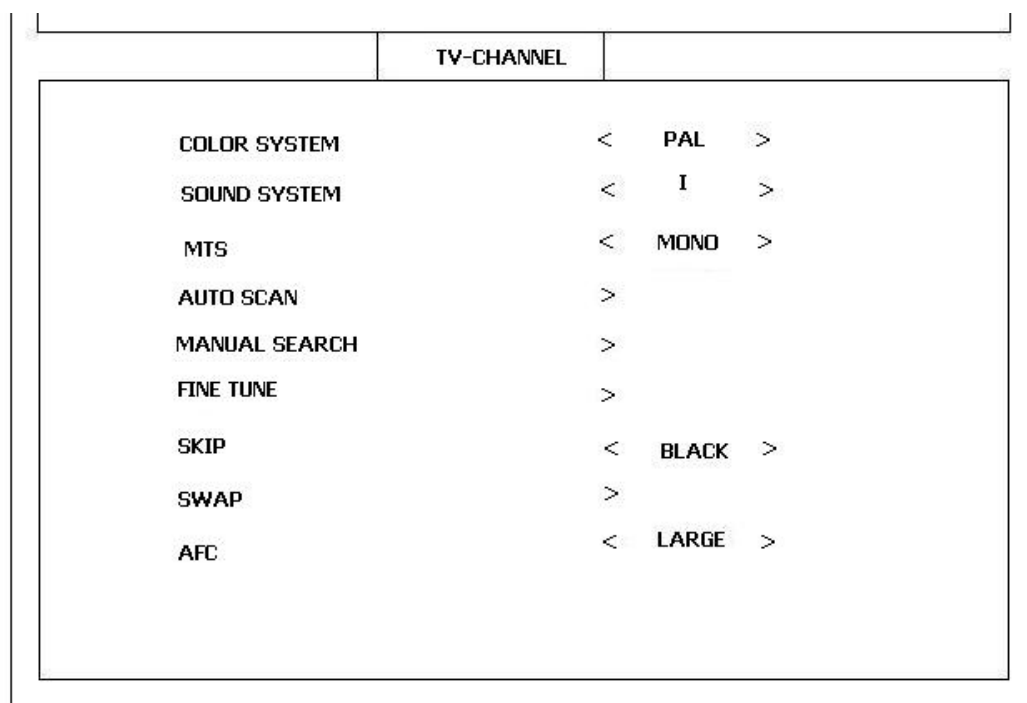 TV-CHANNEL
COLOR SYSTEM < PAL >
SOUND SYSTEM < I >
MTS < MONO >
AUTO SCAN >
MANUAL SEARCH >
FINE TUNE >
SKIP < BLACK >
SWAP >
AFC < LARGE >